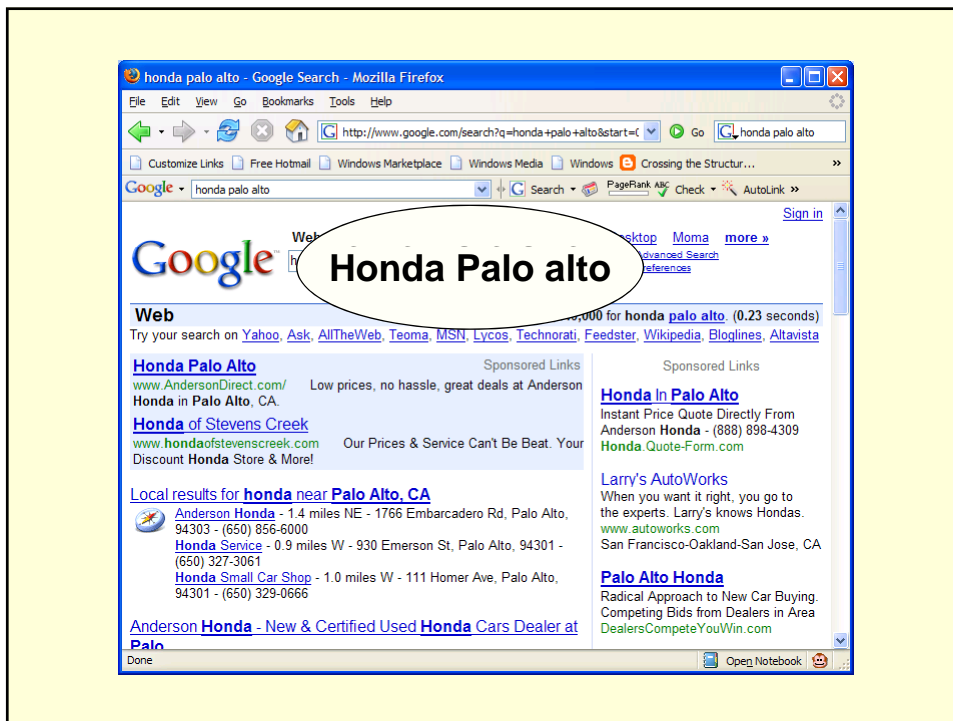 honda palo alto - Google Search - Mozilla Firefox
File Edit View Go Bookmarks Tools Help
http://www.google.com/search?q=honda+palo+alto&start=( Go honda palo alto
Customize Links Free Hotmail Windows Marketplace Windows Media Windows Crossing the Structur... »
Google honda palo alto Search PageRank ABC Check AutoLink »
Sign in
Google Web Moma more »
Advanced Search
Preferences
Honda Palo alto
Web for honda palo alto. (0.23 seconds)
Try your search on Yahoo, Ask, AllTheWeb, Teoma, MSN, Lycos, Technorati, Feedster, Wikipedia, Bloglines, Altavista
Honda Palo Alto Sponsored Links
www.AndersonDirect.com/ Low prices, no hassle, great deals at Anderson
Honda in Palo Alto, CA.
Honda of Stevens Creek
www.hondaofstevenscreek.com Our Prices & Service Can't Be Beat. Your
Discount Honda Store & More!
Local results for honda near Palo Alto, CA
Anderson Honda - 1.4 miles NE - 1766 Embarcadero Rd, Palo Alto,
94303 - (650) 856-6000
Honda Service - 0.9 miles W - 930 Emerson St, Palo Alto, 94301 -
(650) 327-3061
Honda Small Car Shop - 1.0 miles W - 111 Homer Ave, Palo Alto,
94301 - (650) 329-0666
Anderson Honda - New & Certified Used Honda Cars Dealer at
Palo
Sponsored Links
Honda In Palo Alto
Instant Price Quote Directly From
Anderson Honda - (888) 898-4309
Honda.Quote-Form.com
Larry's AutoWorks
When you want it right, you go to
the experts. Larry's knows Hondas.
www.autoworks.com
San Francisco-Oakland-San Jose, CA
Palo Alto Honda
Radical Approach to New Car Buying.
Competing Bids from Dealers in Area
DealersCompeteYouWin.com
Done Open Notebook